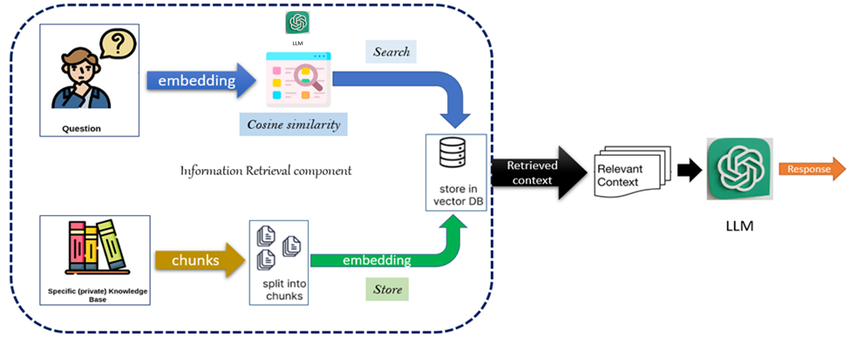 LLM
Search
embedding
Question
Cosine similarity
Information Retrieval component
store in
vector DB
Retrieved
context
Relevant
Context
Response
LLM
chunks
split into
chunks
embedding
Store
Specific (private) Knowledge
Base